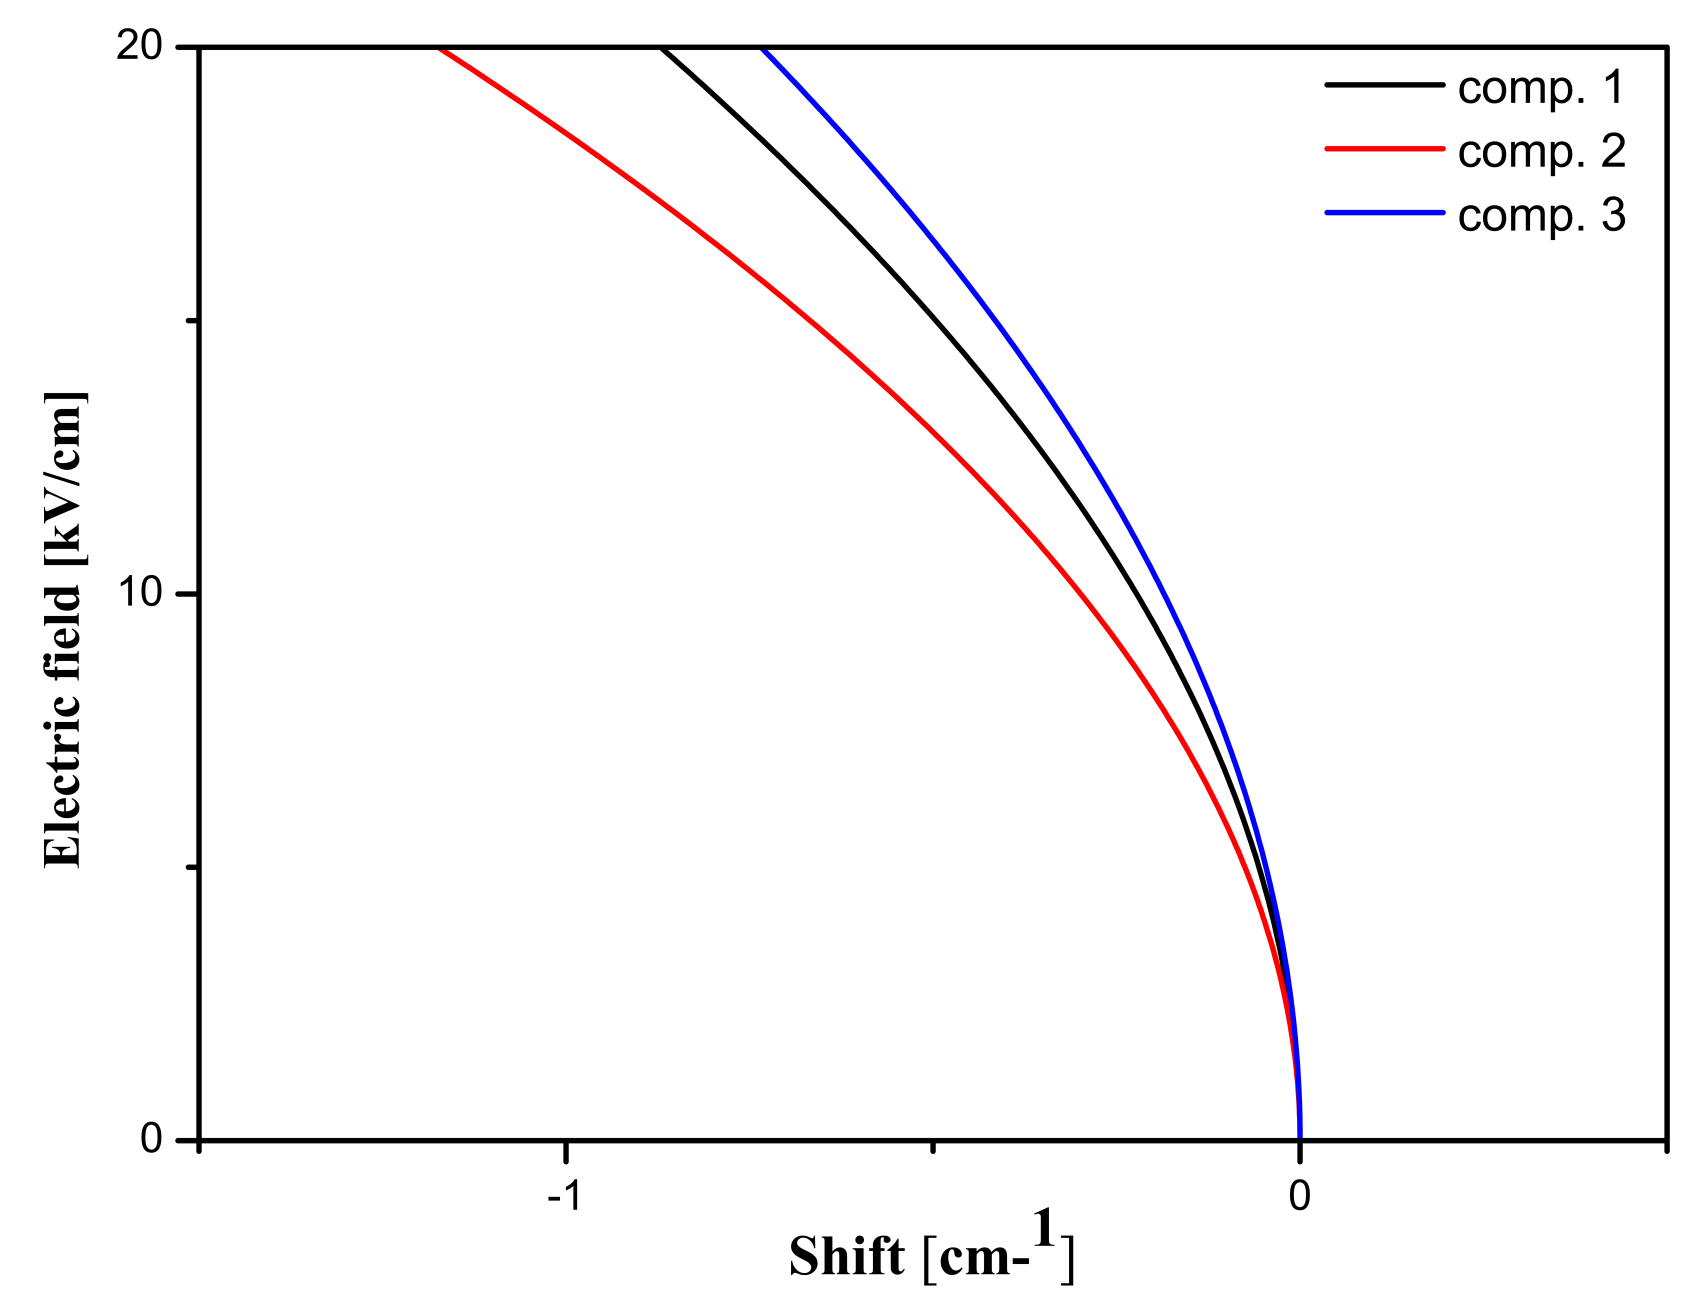 20
10
0
Electric field [kV/cm]
comp. 1
comp. 2
comp. 3
-1
0
Shift [cm-1]